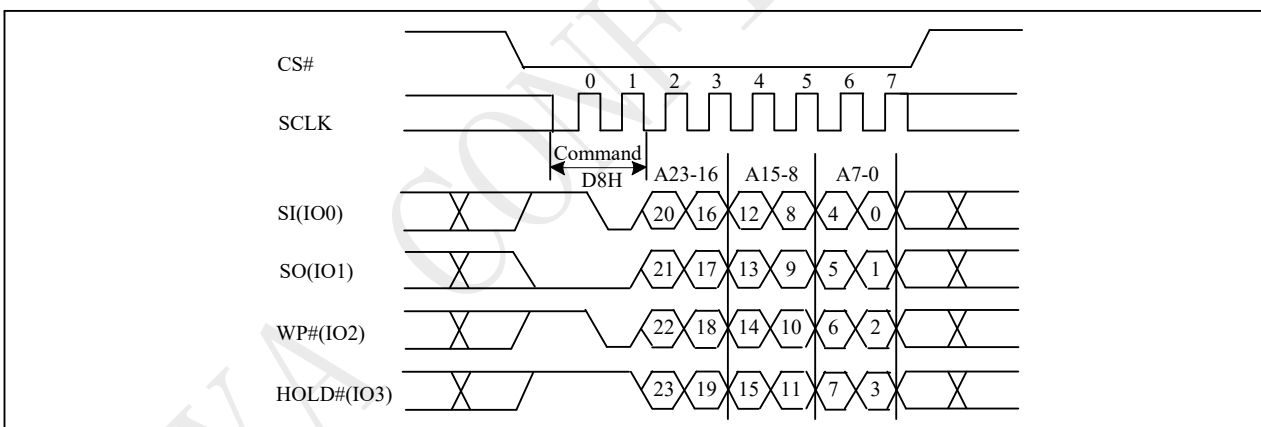 CS#
0 1 2 3 4 5 6 7
SCLK
Command
D8H
A23-16 A15-8 A7-0
SI(IO0) 20 16 12 8 4 0
SO(IO1) 21 17 13 9 5 1
WP#(IO2) 22 18 14 10 6 2
HOLD#(IO3) 23 19 15 11 7 3